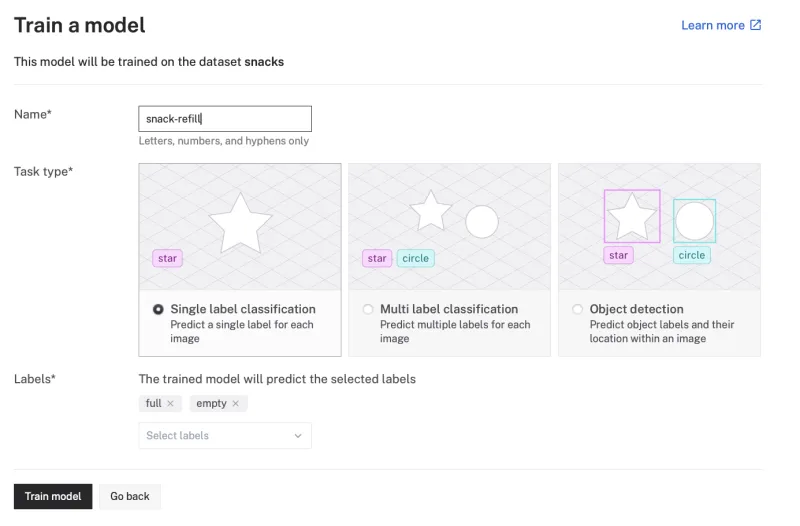 Train a model
Learn more
This model will be trained on the dataset snacks
Name*
snack-refill
Letters, numbers, and hyphens only
Task type*
star
star circle
star circle
Single label classification
Predict a single label for each
image
Multi label classification
Predict multiple labels for each
image
Object detection
Predict object labels and their
location within an image
Labels*
The trained model will predict the selected labels
full × empty ×
Select labels
Train model
Go back